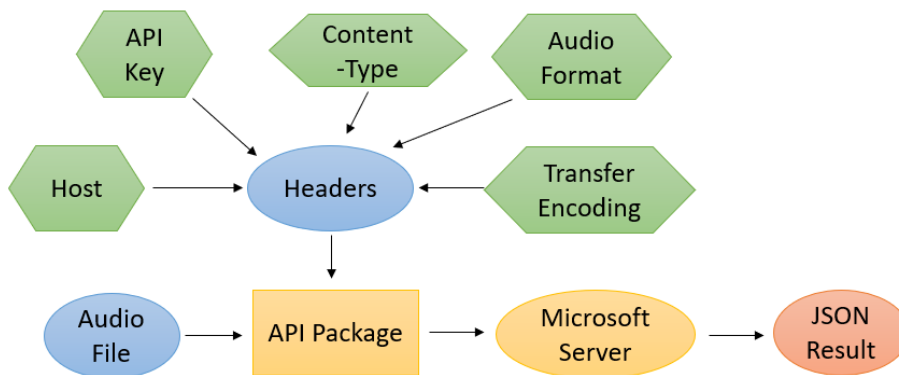 API
Key
Content
-Type
Audio
Format
Host
Headers
Transfer
Encoding
Audio
File
API Package
Microsoft
Server
JSON
Result